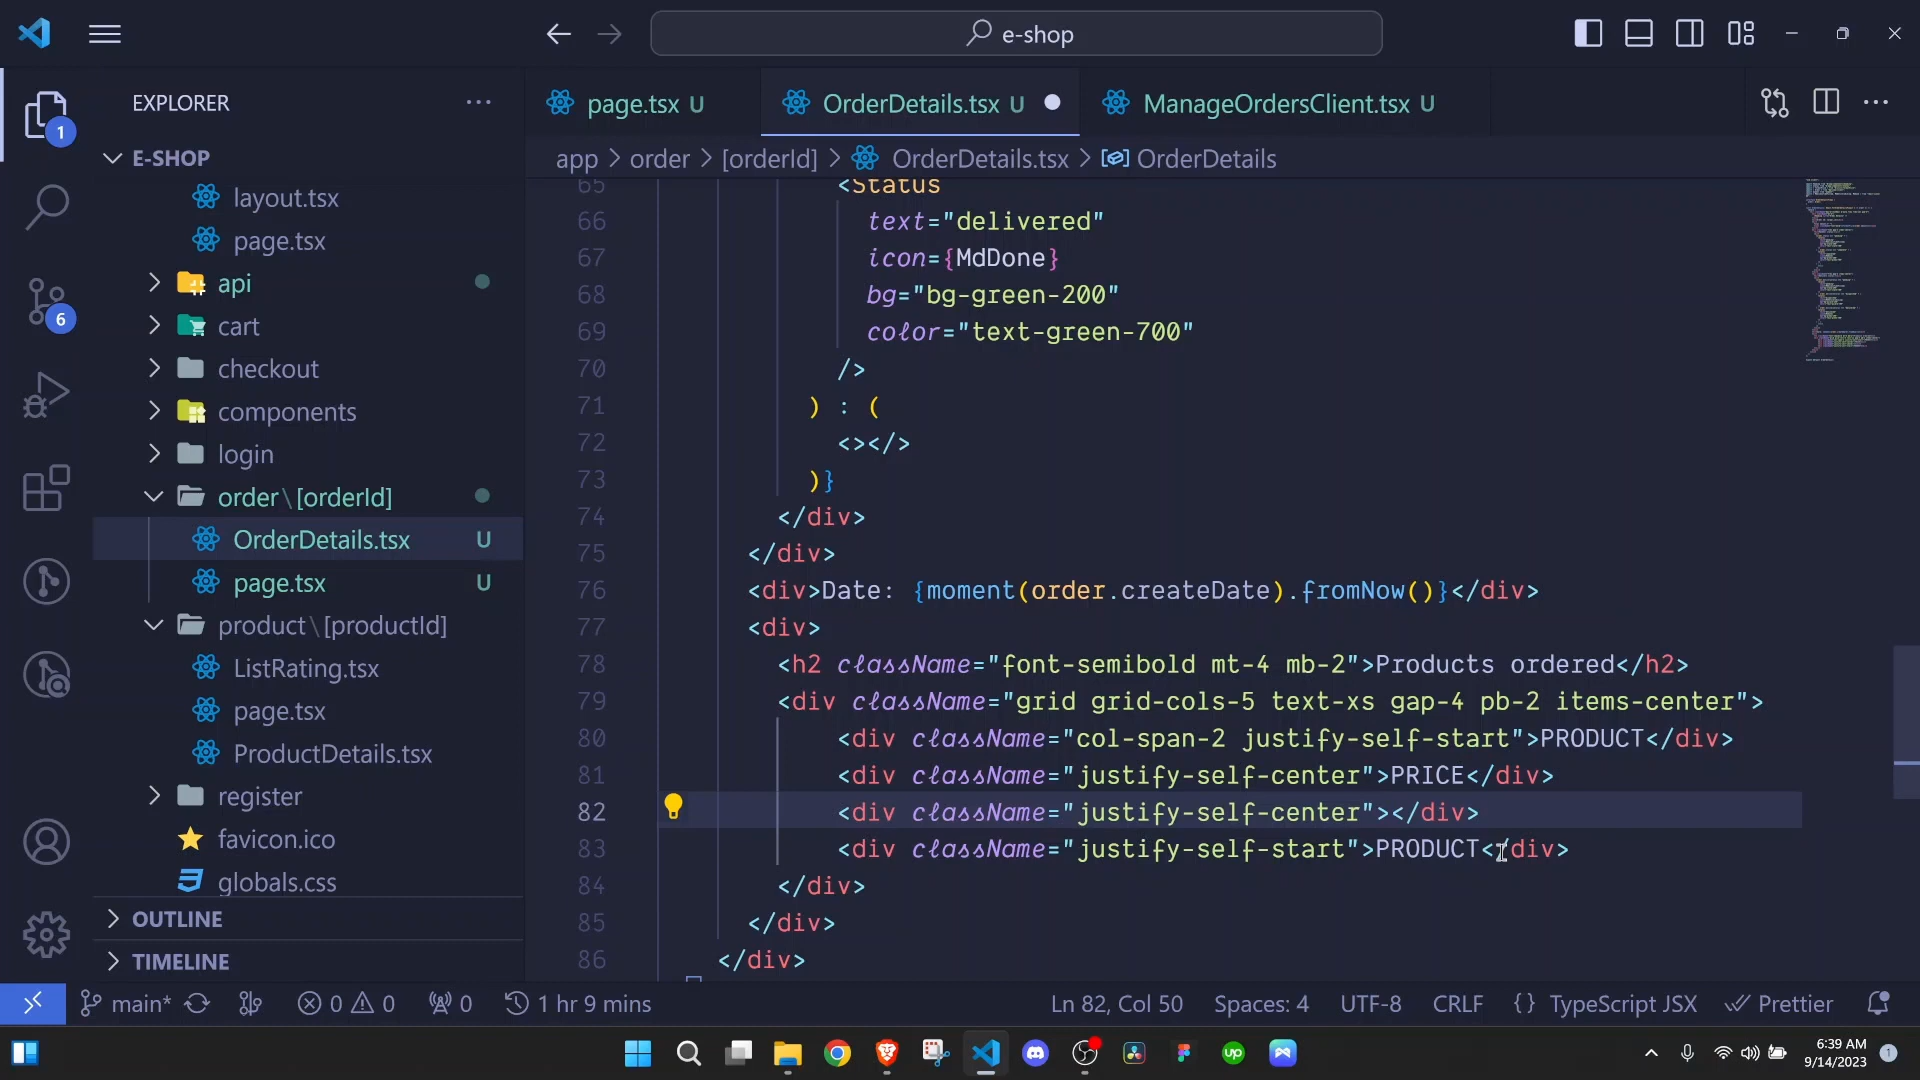 e-shop
EXPLORER
page.tsx U
OrderDetails.tsx U
ManageOrdersClient.tsx U
1
E-SHOP
app > order > [orderId] > OrderDetails.tsx > OrderDetails
layout.tsx
page.tsx
api
cart
checkout
components
login
order\[orderId]
OrderDetails.tsx U
page.tsx U
product\[productId]
ListRating.tsx
page.tsx
ProductDetails.tsx
register
favicon.ico
globals.css
OUTLINE
TIMELINE
6
65 <Status
66 text="delivered"
67 icon={MdDone}
68 bg="bg-green-200"
69 color="text-green-700"
70 />
71 ) : (
72 <></>
73 )}
74 </div>
75 </div>
76 <div>Date: {moment(order.createDate).fromNow()}</div>
77 <div>
78 <h2 className="font-semibold mt-4 mb-2">Products ordered</h2>
79 <div className="grid grid-cols-5 text-xs gap-4 pb-2 items-center">
80 <div className="col-span-2 justify-self-start">PRODUCT</div>
81 <div className="justify-self-center">PRICE</div>
82 <div className="justify-self-center"></div>
83 <div className="justify-self-start">PRODUCT</div>
84 </div>
85 </div>
86 </div>
main* 0 0 0 1 hr 9 mins Ln 82, Col 50 Spaces: 4 UTF-8 CRLF {} TypeScript JSX Prettier
up
6:39 AM
9/14/2023
1